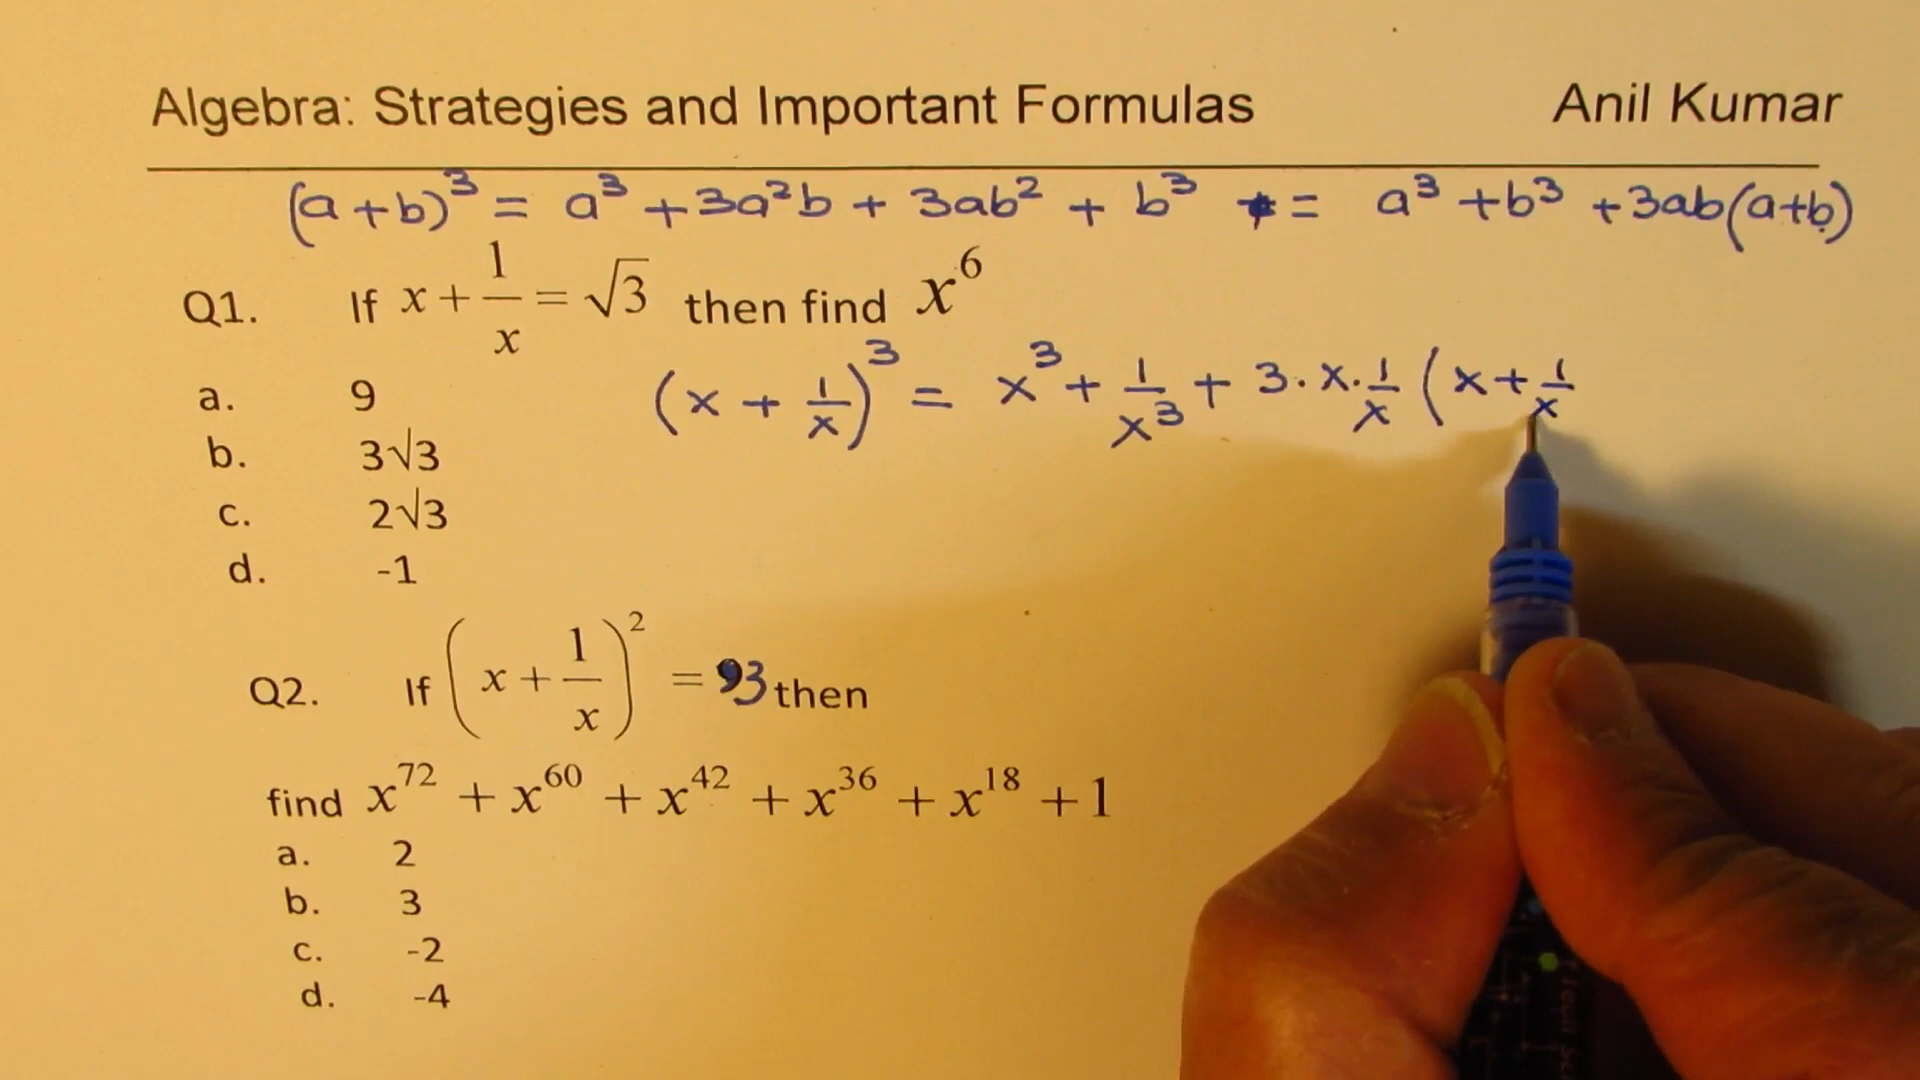 Algebra: Strategies and Important Formulas Anil Kumar
(a+b)³ = a³ + 3a²b + 3ab² + b³ = a³ + b³ + 3ab(a+b)
Q1. If x + 1/x = √3 then find x⁶
(x + 1/x)³ = x³ + 1/x³ + 3·x·1/x (x + 1/x
a. 9
b. 3√3
c. 2√3
d. -1
Q2. If (x + 1/x)² = 3 then
find x⁷² + x⁶⁰ + x⁴² + x³⁶ + x¹⁸ + 1
a. 2
b. 3
c. -2
d. -4